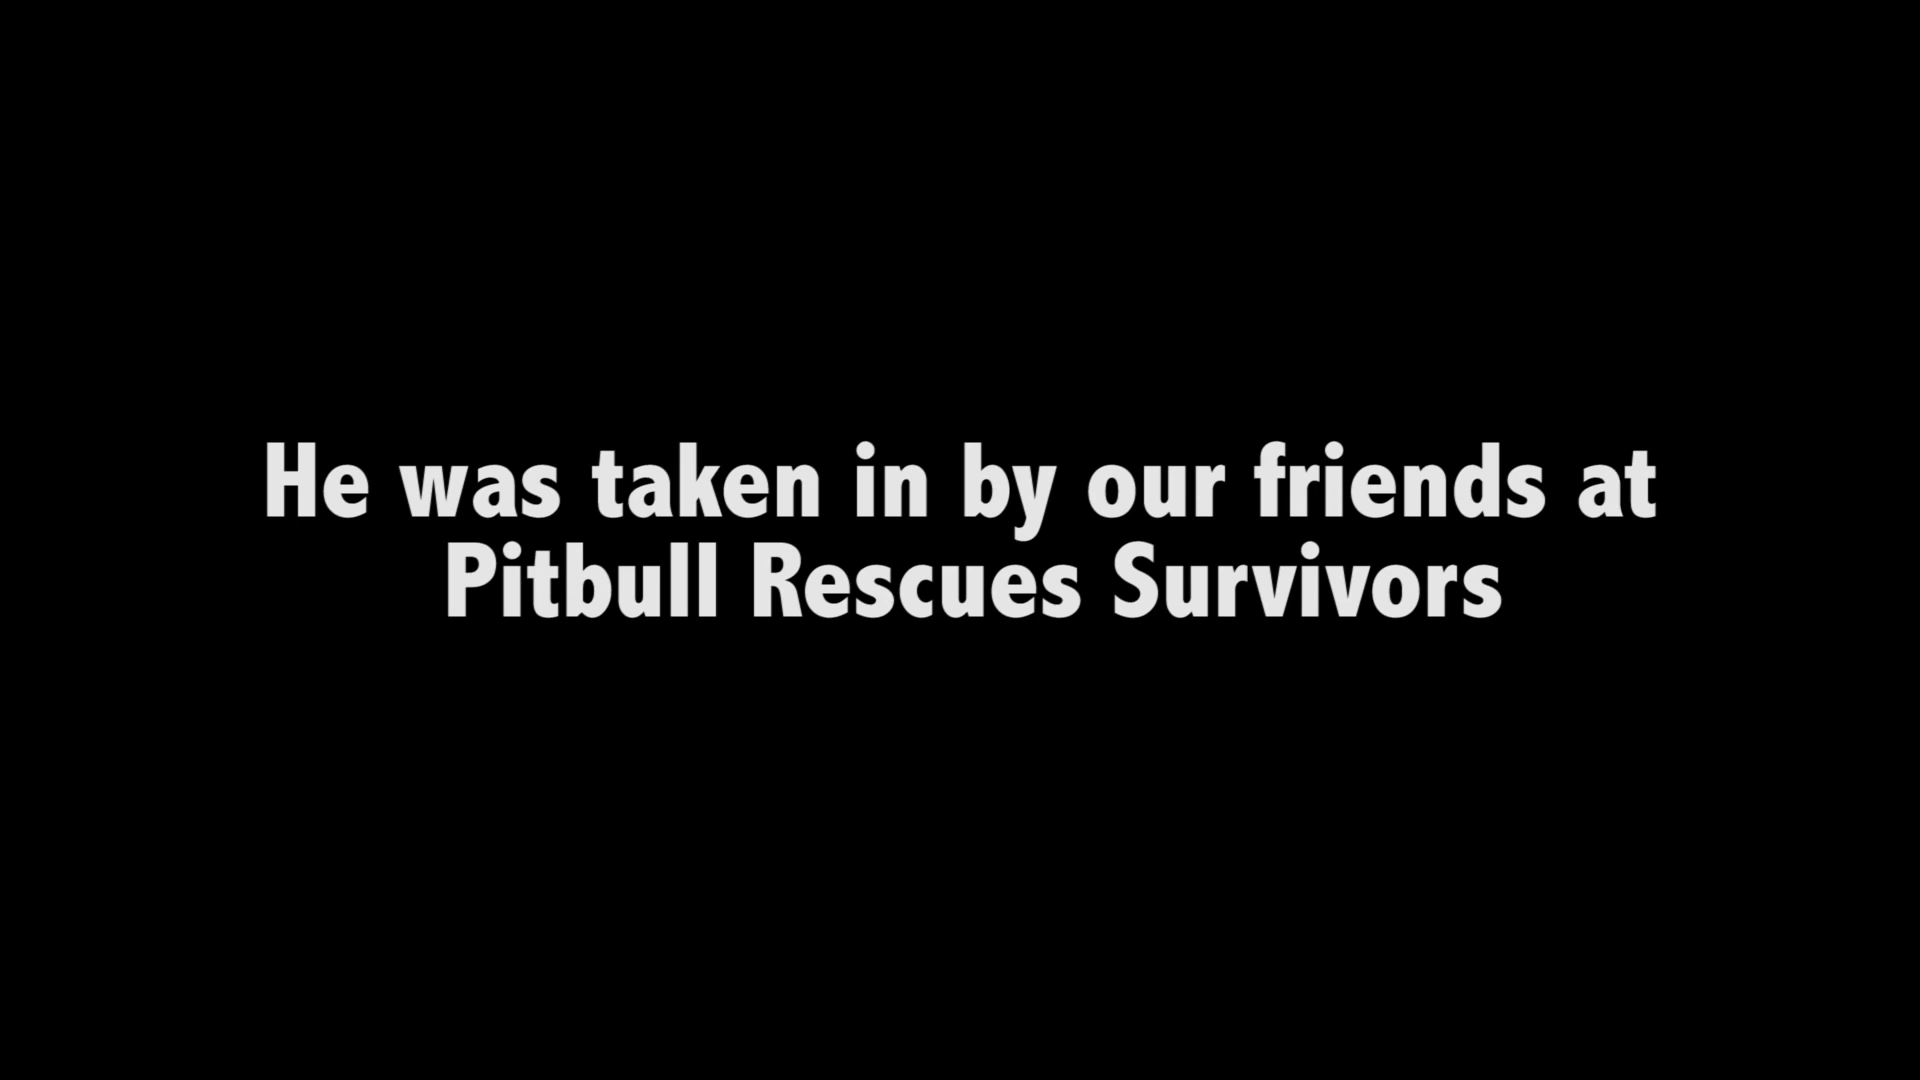 He was taken in by our friends at
Pitbull Rescues Survivors